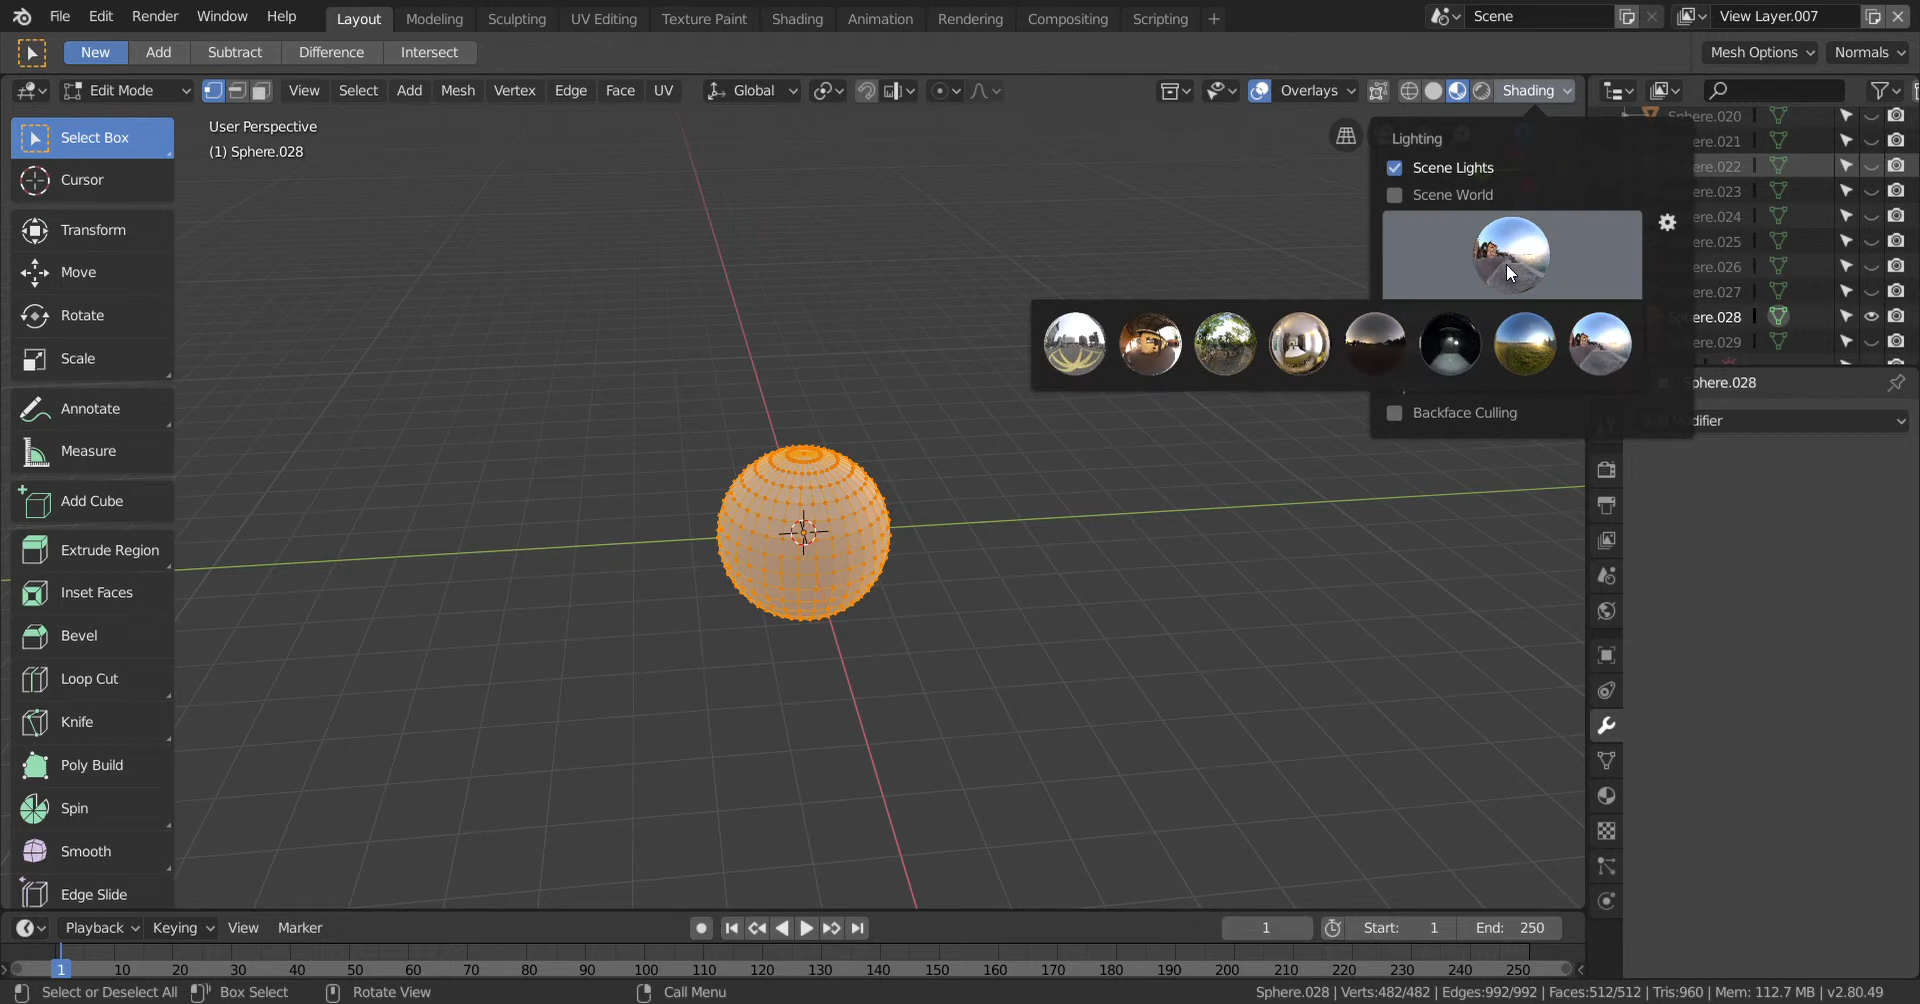 File Edit Render Window Help Layout Modeling Sculpting UV Editing Texture Paint Shading Animation Rendering Compositing Scripting + Scene View Layer.007
New Add Subtract Difference Intersect Mesh Options Normals
Edit Mode View Select Add Mesh Vertex Edge Face UV Global Overlays Shading
Select Box
Cursor
Transform
Move
Rotate
Scale
Annotate
Measure
Add Cube
Extrude Region
Inset Faces
Bevel
Loop Cut
Knife
Poly Build
Spin
Smooth
Edge Slide
User Perspective
(1) Sphere.028
Lighting
Scene Lights
Scene World
Backface Culling
Sphere.020
ere.021
ere.022
ere.023
ere.024
ere.025
ere.026
ere.027
Sphere.028
ere.029
Sphere.028
Add Modifier
Playback Keying View Marker 1 Start: 1 End: 250
1 10 20 30 40 50 60 70 80 90 100 110 120 130 140 150 160 170 180 190 200 210 220 230 240 250
Select or Deselect All Box Select Rotate View Call Menu Sphere.028 | Verts:482/482 | Edges:992/992 | Faces:512/512 | Tris:960 | Mem: 112.7 MB | v2.80.49